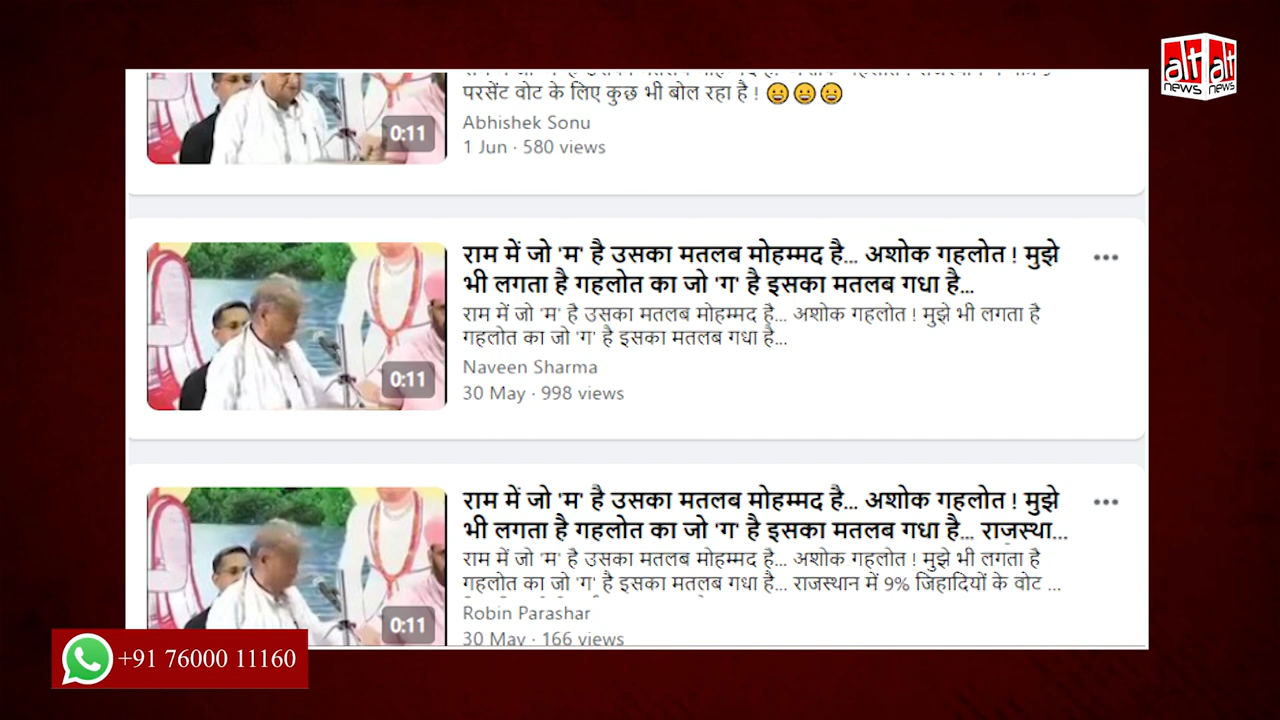 परसेंट वोट के लिए कुछ भी बोल रहा है ! 😀😀😀
0:11
Abhishek Sonu
1 Jun · 580 views
राम में जो 'म' है उसका मतलब मोहम्मद है... अशोक गहलोत ! मुझे
भी लगता है गहलोत का जो 'ग' है इसका मतलब गधा है...
राम में जो 'म' है उसका मतलब मोहम्मद है... अशोक गहलोत ! मुझे भी लगता है
गहलोत का जो 'ग' है इसका मतलब गधा है...
0:11
Naveen Sharma
30 May · 998 views
राम में जो 'म' है उसका मतलब मोहम्मद है... अशोक गहलोत ! मुझे
भी लगता है गहलोत का जो 'ग' है इसका मतलब गधा है... राजस्था...
राम में जो 'म' है उसका मतलब मोहम्मद है... अशोक गहलोत ! मुझे भी लगता है
गहलोत का जो 'ग' है इसका मतलब गधा है... राजस्थान में 9% जिहादियों के वोट ...
0:11
Robin Parashar
30 May · 166 views
+91 76000 11160
alt alt
news news